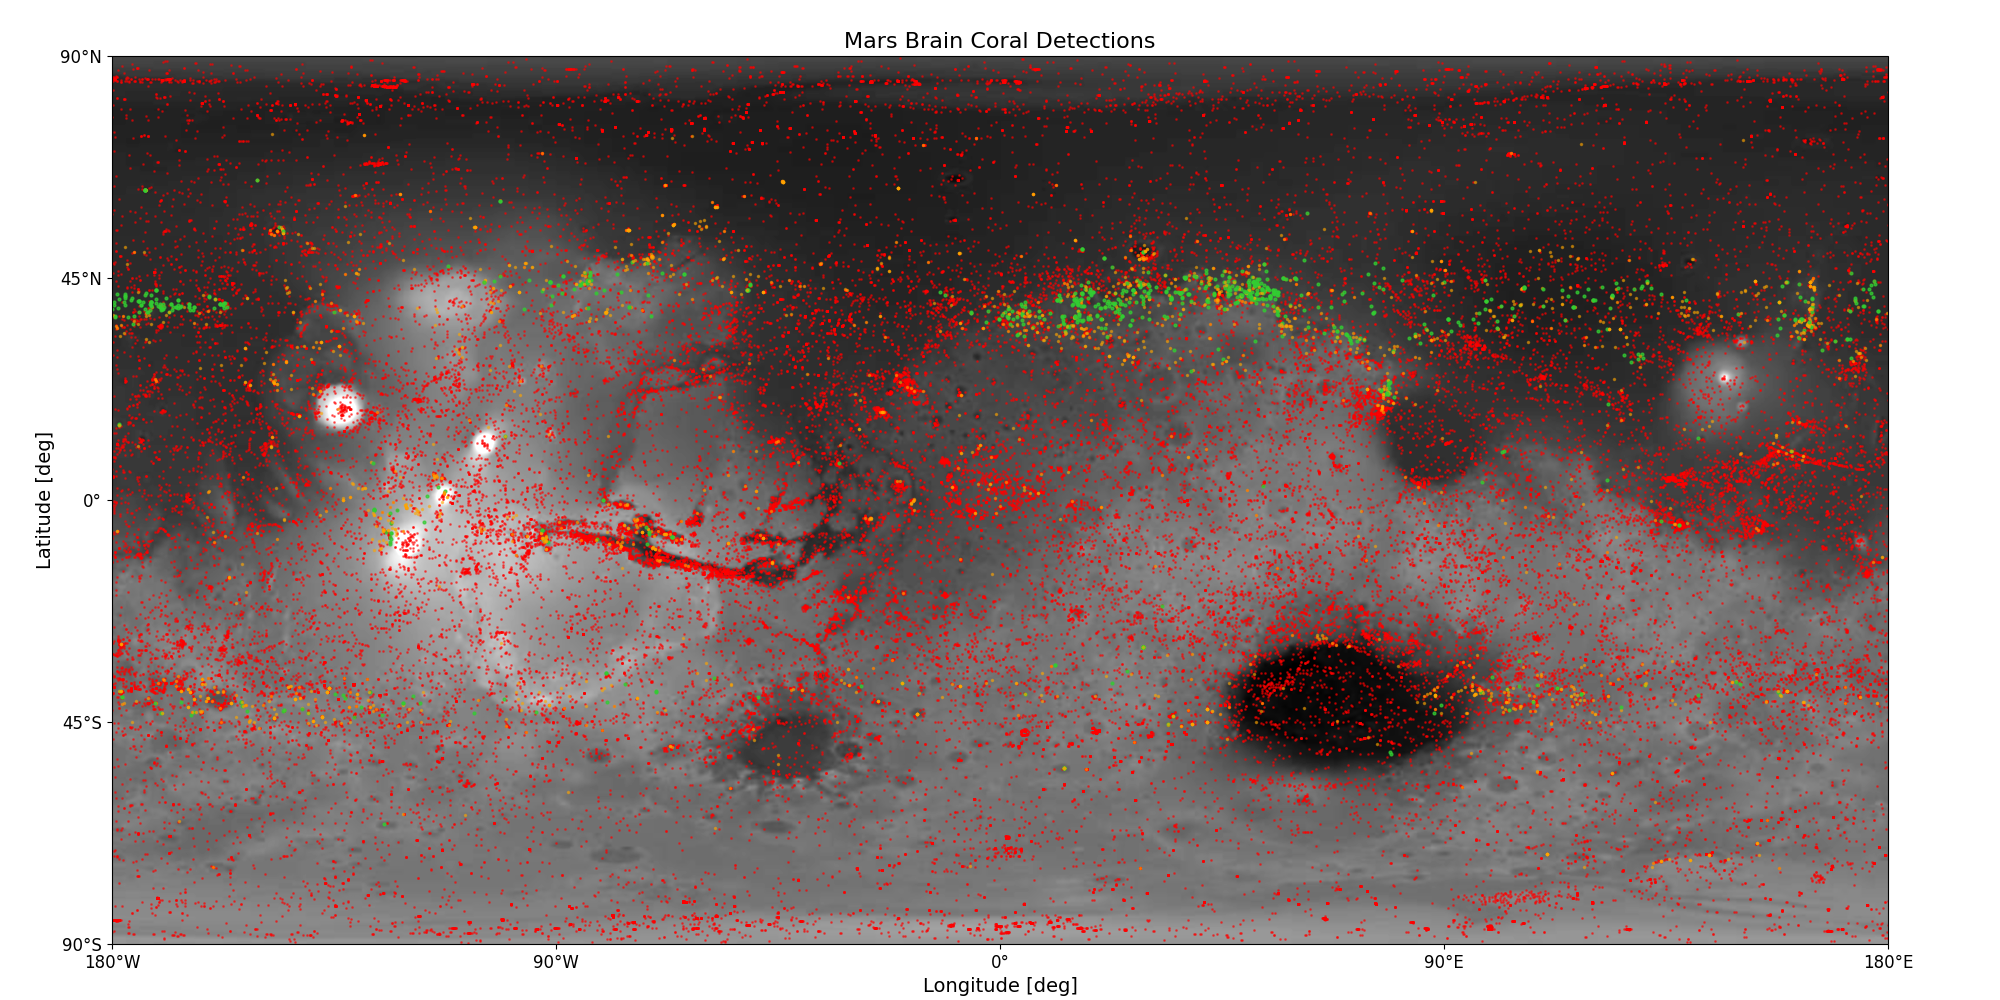 Mars Brain Coral Detections
90°N
45°N
0°
45°S
90°S
Latitude [deg]
180°W
90°W
0°
90°E
180°E
Longitude [deg]